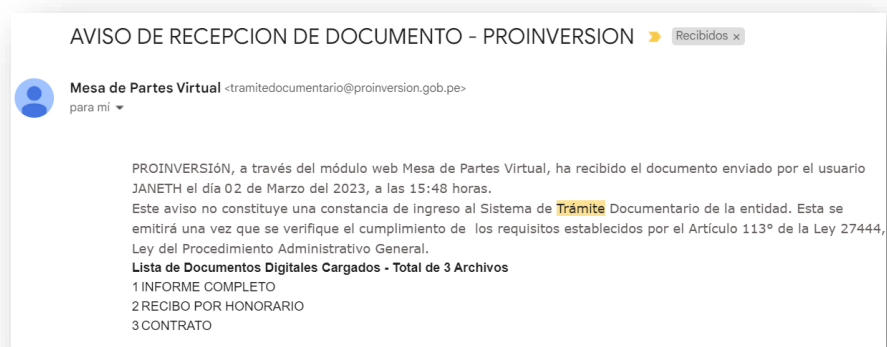 AVISO DE RECEPCION DE DOCUMENTO - PROINVERSION Recibidos x
Mesa de Partes Virtual <tramitedocumentario@proinversion.gob.pe>
para mí
PROINVERSIóN, a través del módulo web Mesa de Partes Virtual, ha recibido el documento enviado por el usuario
JANETH el día 02 de Marzo del 2023, a las 15:48 horas.
Este aviso no constituye una constancia de ingreso al Sistema de Trámite Documentario de la entidad. Esta se
emitirá una vez que se verifique el cumplimiento de los requisitos establecidos por el Artículo 113° de la Ley 27444,
Ley del Procedimiento Administrativo General.
Lista de Documentos Digitales Cargados - Total de 3 Archivos
1 INFORME COMPLETO
2 RECIBO POR HONORARIO
3 CONTRATO